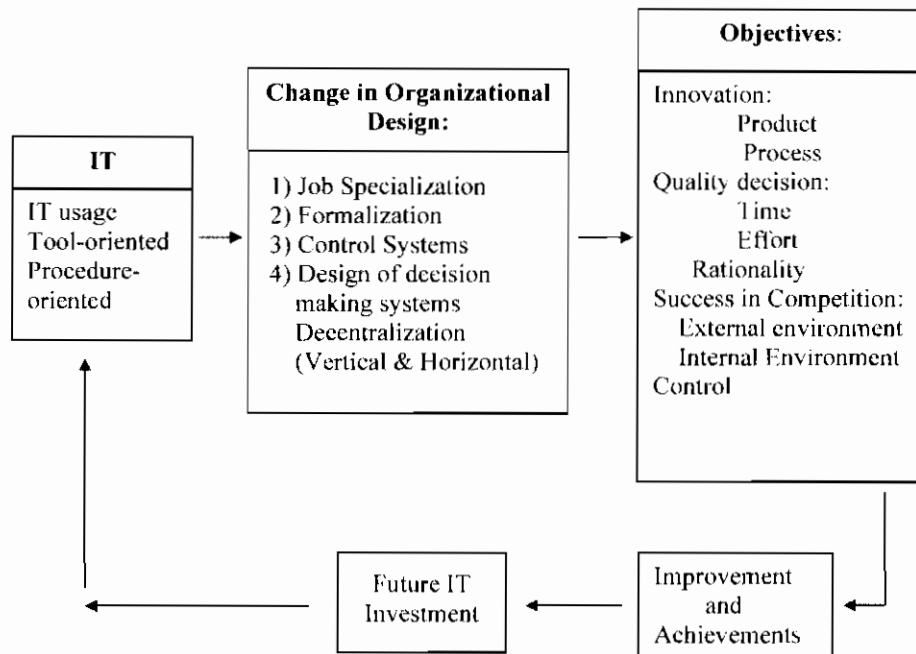 IT
IT usage
Tool-oriented
Procedure-
oriented
Change in Organizational
Design:
1) Job Specialization
2) Formalization
3) Control Systems
4) Design of decision
making systems
Decentralization
(Vertical & Horizontal)
Objectives:
Innovation:
Product
Process
Quality decision:
Time
Effort
Rationality
Success in Competition:
External environment
Internal Environment
Control
Improvement
and
Achievements
Future IT
Investment